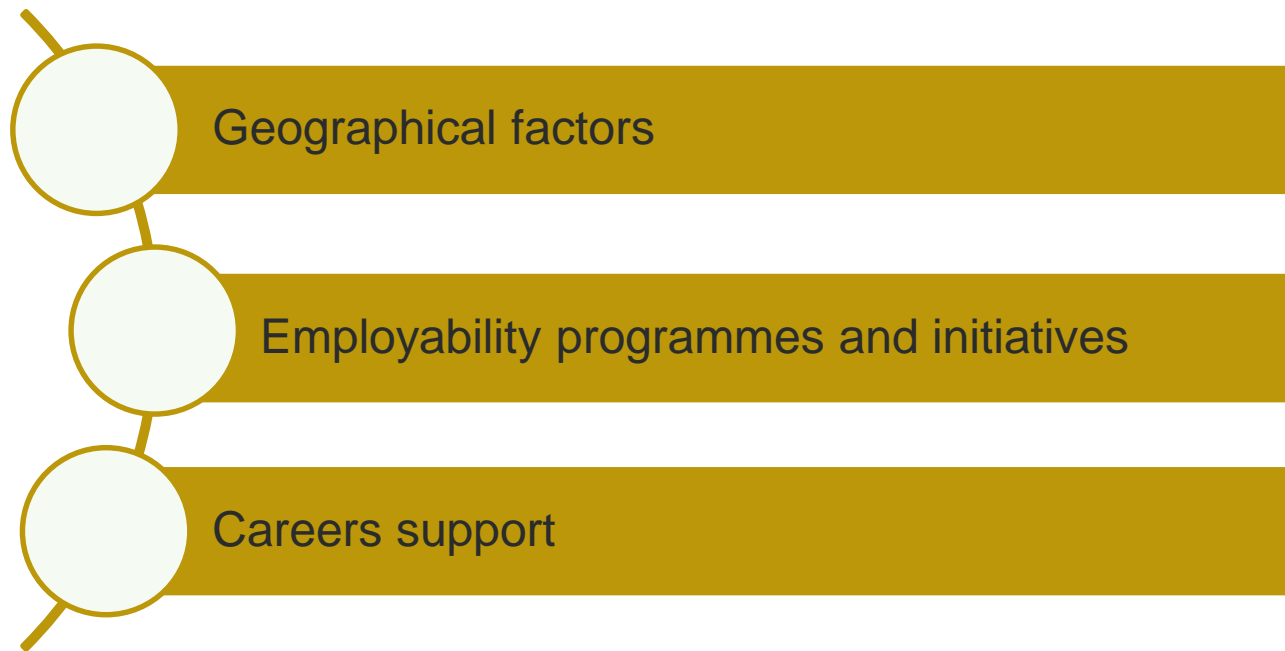 Geographical factors
Employability programmes and initiatives
Careers support